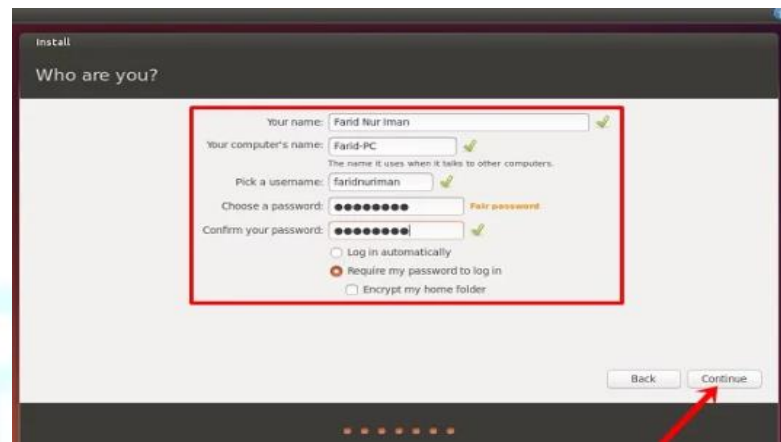 Install
Who are you?
Your name: Farid Nur Iman
Your computer's name: Farid-PC
The name it uses when it talks to other computers.
Pick a username: faridnuriman
Choose a password: ●●●●●●●● Fair password
Confirm your password: ●●●●●●●●
Log in automatically
Require my password to log in
Encrypt my home folder
Back Continue